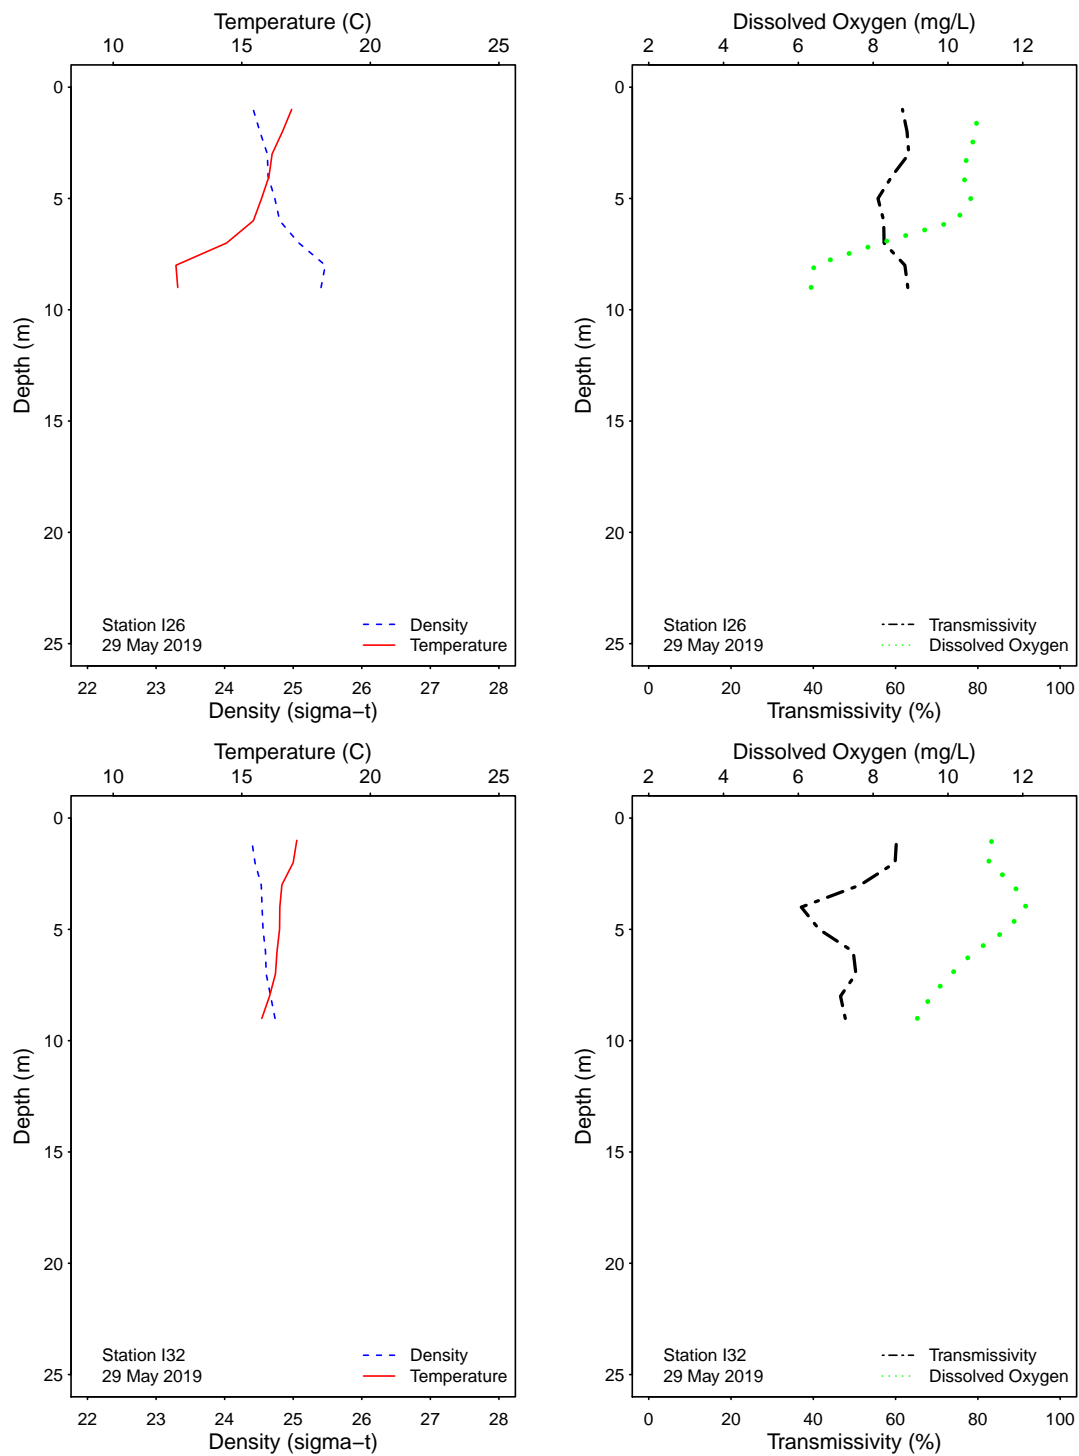 Temperature (C)
10 15 20 25
0
5
10
15
20
25
Depth (m)
Station I26
29 May 2019
Density
Temperature
22 23 24 25 26 27 28
Density (sigma−t)
Dissolved Oxygen (mg/L)
2 4 6 8 10 12
0
5
10
15
20
25
Depth (m)
Station I26
29 May 2019
Transmissivity
Dissolved Oxygen
0 20 40 60 80 100
Transmissivity (%)
Temperature (C)
10 15 20 25
0
5
10
15
20
25
Depth (m)
Station I32
29 May 2019
Density
Temperature
22 23 24 25 26 27 28
Density (sigma−t)
Dissolved Oxygen (mg/L)
2 4 6 8 10 12
0
5
10
15
20
25
Depth (m)
Station I32
29 May 2019
Transmissivity
Dissolved Oxygen
0 20 40 60 80 100
Transmissivity (%)